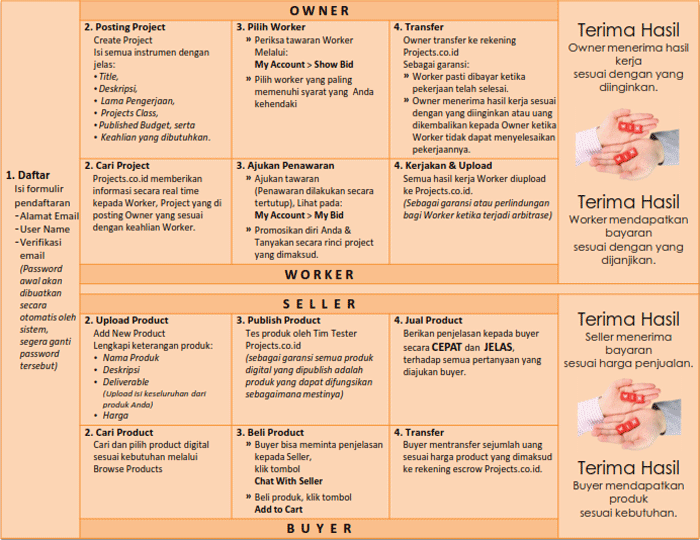 OWNER
1. Daftar
Isi formulir
pendaftaran
-Alamat Email
-User Name
-Verifikasi
email
(Password
awal akan
dibuatkan
secara
otomatis oleh
sistem,
segera ganti
password
tersebut)
2. Posting Project
Create Project
Isi semua instrumen dengan
jelas:
• Title,
• Deskripsi,
• Lama Pengerjaan,
• Projects Class,
• Published Budget, serta
• Keahlian yang dibutuhkan.
3. Pilih Worker
» Periksa tawaran Worker
Melalui:
My Account > Show Bid
» Pilih worker yang paling
memenuhi syarat yang Anda
kehendaki
4. Transfer
Owner transfer ke rekening
Projects.co.id
Sebagai garansi:
» Worker pasti dibayar ketika
pekerjaan telah selesai.
» Owner menerima hasil kerja sesuai
dengan yang diinginkan atau uang
dikembalikan kepada Owner ketika
Worker tidak dapat menyelesaikan
pekerjaannya.
Terima Hasil
Owner menerima hasil
kerja
sesuai dengan yang
diinginkan.
2. Cari Project
Projects.co.id memberikan
informasi secara real time
kepada Worker, Project yang di
posting Owner yang sesuai
dengan keahlian Worker.
3. Ajukan Penawaran
» Ajukan tawaran
(Penawaran dilakukan secara
tertutup), Lihat pada:
My Account > My Bid
» Promosikan diri Anda &
Tanyakan secara rinci project
yang dimaksud.
4. Kerjakan & Upload
Semua hasil kerja Worker diupload
ke Projects.co.id.
(Sebagai garansi atau perlindungan
bagi Worker ketika terjadi arbitrase)
Terima Hasil
Worker mendapatkan
bayaran
sesuai dengan yang
dijanjikan.
WORKER
SELLER
2. Upload Product
Add New Product
Lengkapi keterangan produk:
• Nama Produk
• Deskripsi
• Deliverable
(Upload isi keseluruhan dari
produk Anda)
• Harga
3. Publish Product
Tes produk oleh Tim Tester
Projects.co.id
(sebagai garansi semua produk
digital yang dipublish adalah
produk yang dapat difungsikan
sebagaimana mestinya)
4. Jual Product
Berikan penjelasan kepada buyer
secara CEPAT dan JELAS,
terhadap semua pertanyaan yang
diajukan buyer.
Terima Hasil
Seller menerima
bayaran
sesuai harga penjualan.
2. Cari Product
Cari dan pilih product digital
sesuai kebutuhan melalui
Browse Products
3. Beli Product
» Buyer bisa meminta penjelasan
kepada Seller,
klik tombol
Chat With Seller
» Beli produk, klik tombol
Add to Cart
4. Transfer
Buyer mentransfer sejumlah uang
sesuai harga product yang dimaksud
ke rekening escrow Projects.co.id.
Terima Hasil
Buyer mendapatkan
produk
sesuai kebutuhan.
BUYER